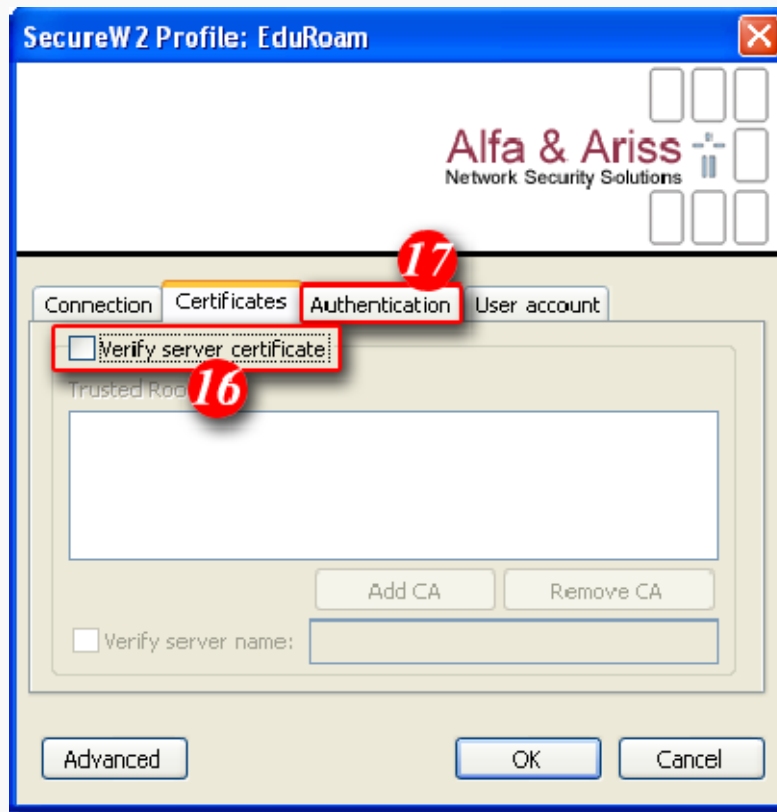 SecureW2 Profile: EduRoam
Alfa & Ariss
Network Security Solutions
17
Connection Certificates Authentication User account
Verify server certificate
16
Trusted
Add CA Remove CA
Verify server name:
Advanced OK Cancel